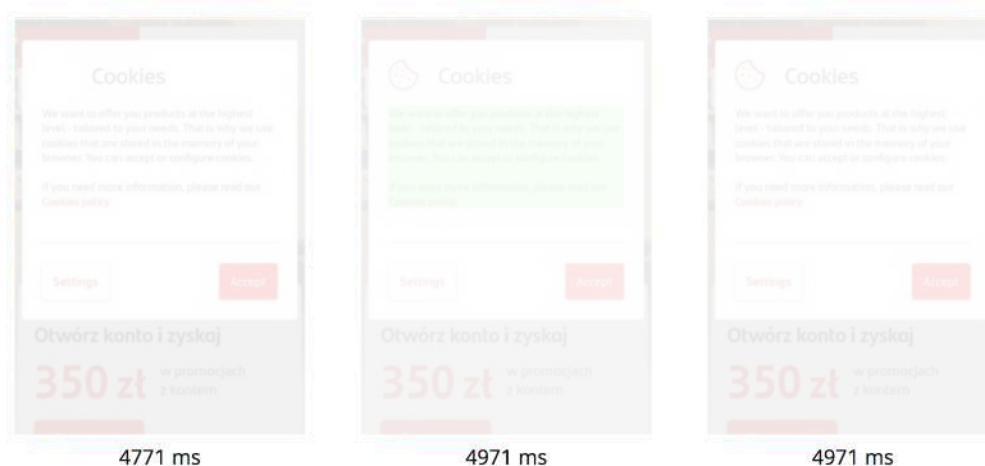 Cookies
We want to offer you products at the highest
level - tailored to your needs. That is why we use
cookies that are stored in the memory of your
browser. You can accept or configure cookies.
If you need more information, please read our
Cookies policy
Settings
Accept
Otwórz konto i zyskaj
350 zł
w promocjach
z kontem
4771 ms
Cookies
We want to offer you products at the highest
level - tailored to your needs. That is why we use
cookies that are stored in the memory of your
browser. You can accept or configure cookies.
If you need more information, please read our
Cookies policy
Settings
Accept
Otwórz konto i zyskaj
350 zł
w promocjach
z kontem
4971 ms
Cookies
We want to offer you products at the highest
level - tailored to your needs. That is why we use
cookies that are stored in the memory of your
browser. You can accept or configure cookies.
If you need more information, please read our
Cookies policy
Settings
Accept
Otwórz konto i zyskaj
350 zł
w promocjach
z kontem
4971 ms